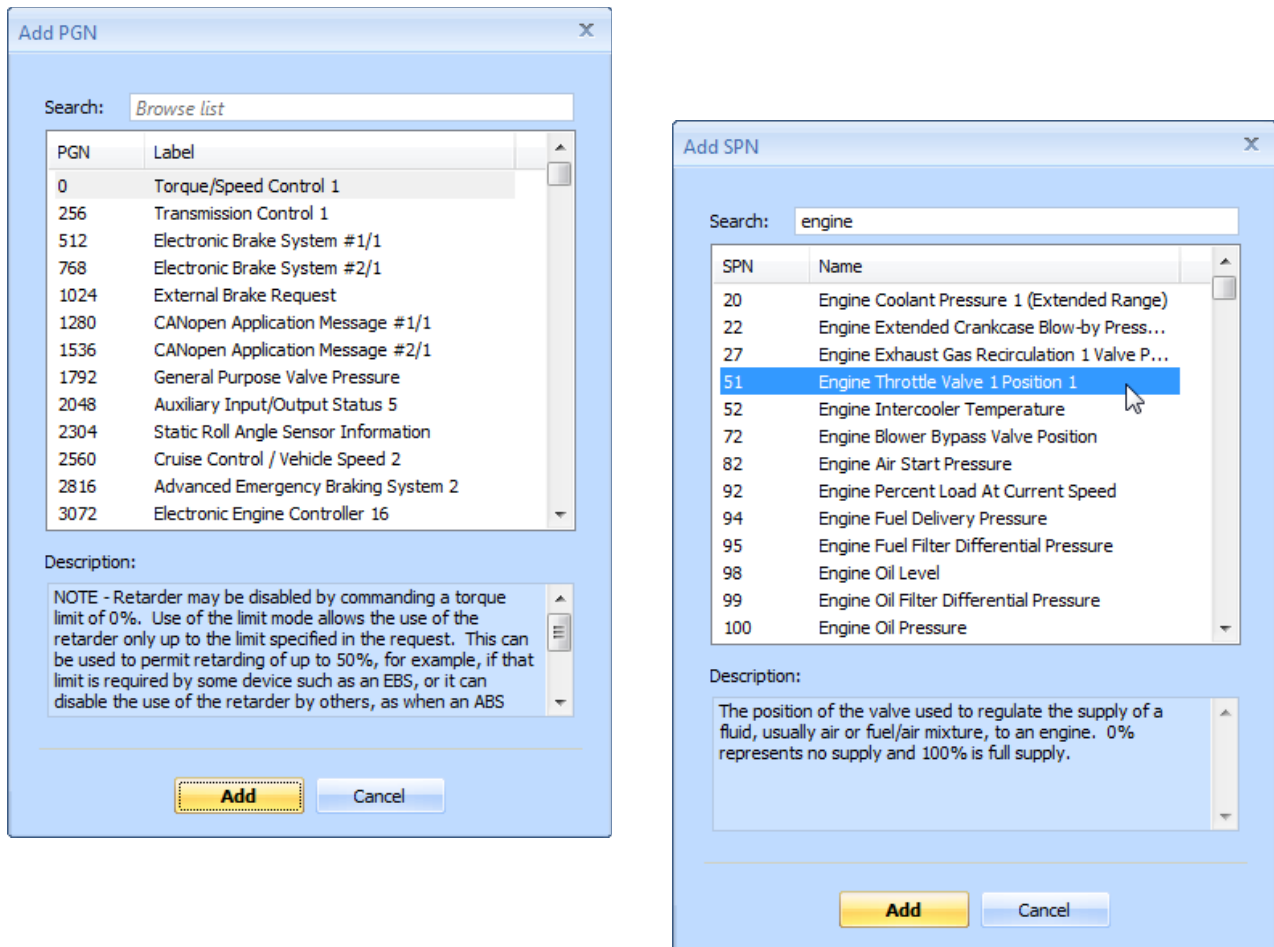 Add PGN
Search: Browse list
PGN Label
0 Torque/Speed Control 1
256 Transmission Control 1
512 Electronic Brake System #1/1
768 Electronic Brake System #2/1
1024 External Brake Request
1280 CANopen Application Message #1/1
1536 CANopen Application Message #2/1
1792 General Purpose Valve Pressure
2048 Auxiliary Input/Output Status 5
2304 Static Roll Angle Sensor Information
2560 Cruise Control / Vehicle Speed 2
2816 Advanced Emergency Braking System 2
3072 Electronic Engine Controller 16
Description:
NOTE - Retarder may be disabled by commanding a torque
limit of 0%. Use of the limit mode allows the use of the
retarder only up to the limit specified in the request. This can
be used to permit retarding of up to 50%, for example, if that
limit is required by some device such as an EBS, or it can
disable the use of the retarder by others, as when an ABS
Add Cancel
Add SPN
Search: engine
SPN Name
20 Engine Coolant Pressure 1 (Extended Range)
22 Engine Extended Crankcase Blow-by Press...
27 Engine Exhaust Gas Recirculation 1 Valve P...
51 Engine Throttle Valve 1 Position 1
52 Engine Intercooler Temperature
72 Engine Blower Bypass Valve Position
82 Engine Air Start Pressure
92 Engine Percent Load At Current Speed
94 Engine Fuel Delivery Pressure
95 Engine Fuel Filter Differential Pressure
98 Engine Oil Level
99 Engine Oil Filter Differential Pressure
100 Engine Oil Pressure
Description:
The position of the valve used to regulate the supply of a
fluid, usually air or fuel/air mixture, to an engine. 0%
represents no supply and 100% is full supply.
Add Cancel